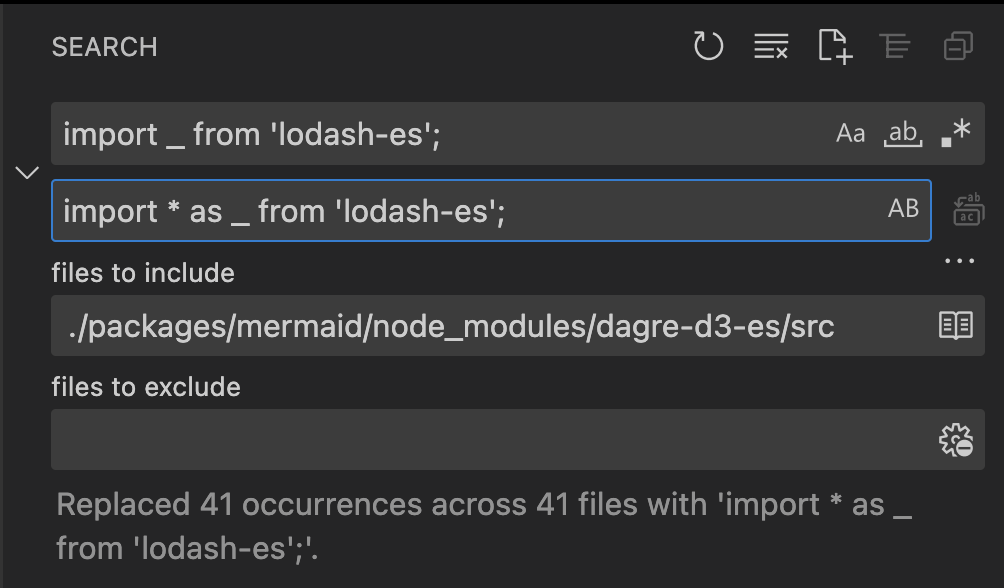 SEARCH
import _ from 'lodash-es';
Aa ab *
import * as _ from 'lodash-es';
AB
ab
ac
files to include
./packages/mermaid/node_modules/dagre-d3-es/src
files to exclude
Replaced 41 occurrences across 41 files with 'import * as _
from 'lodash-es';'.